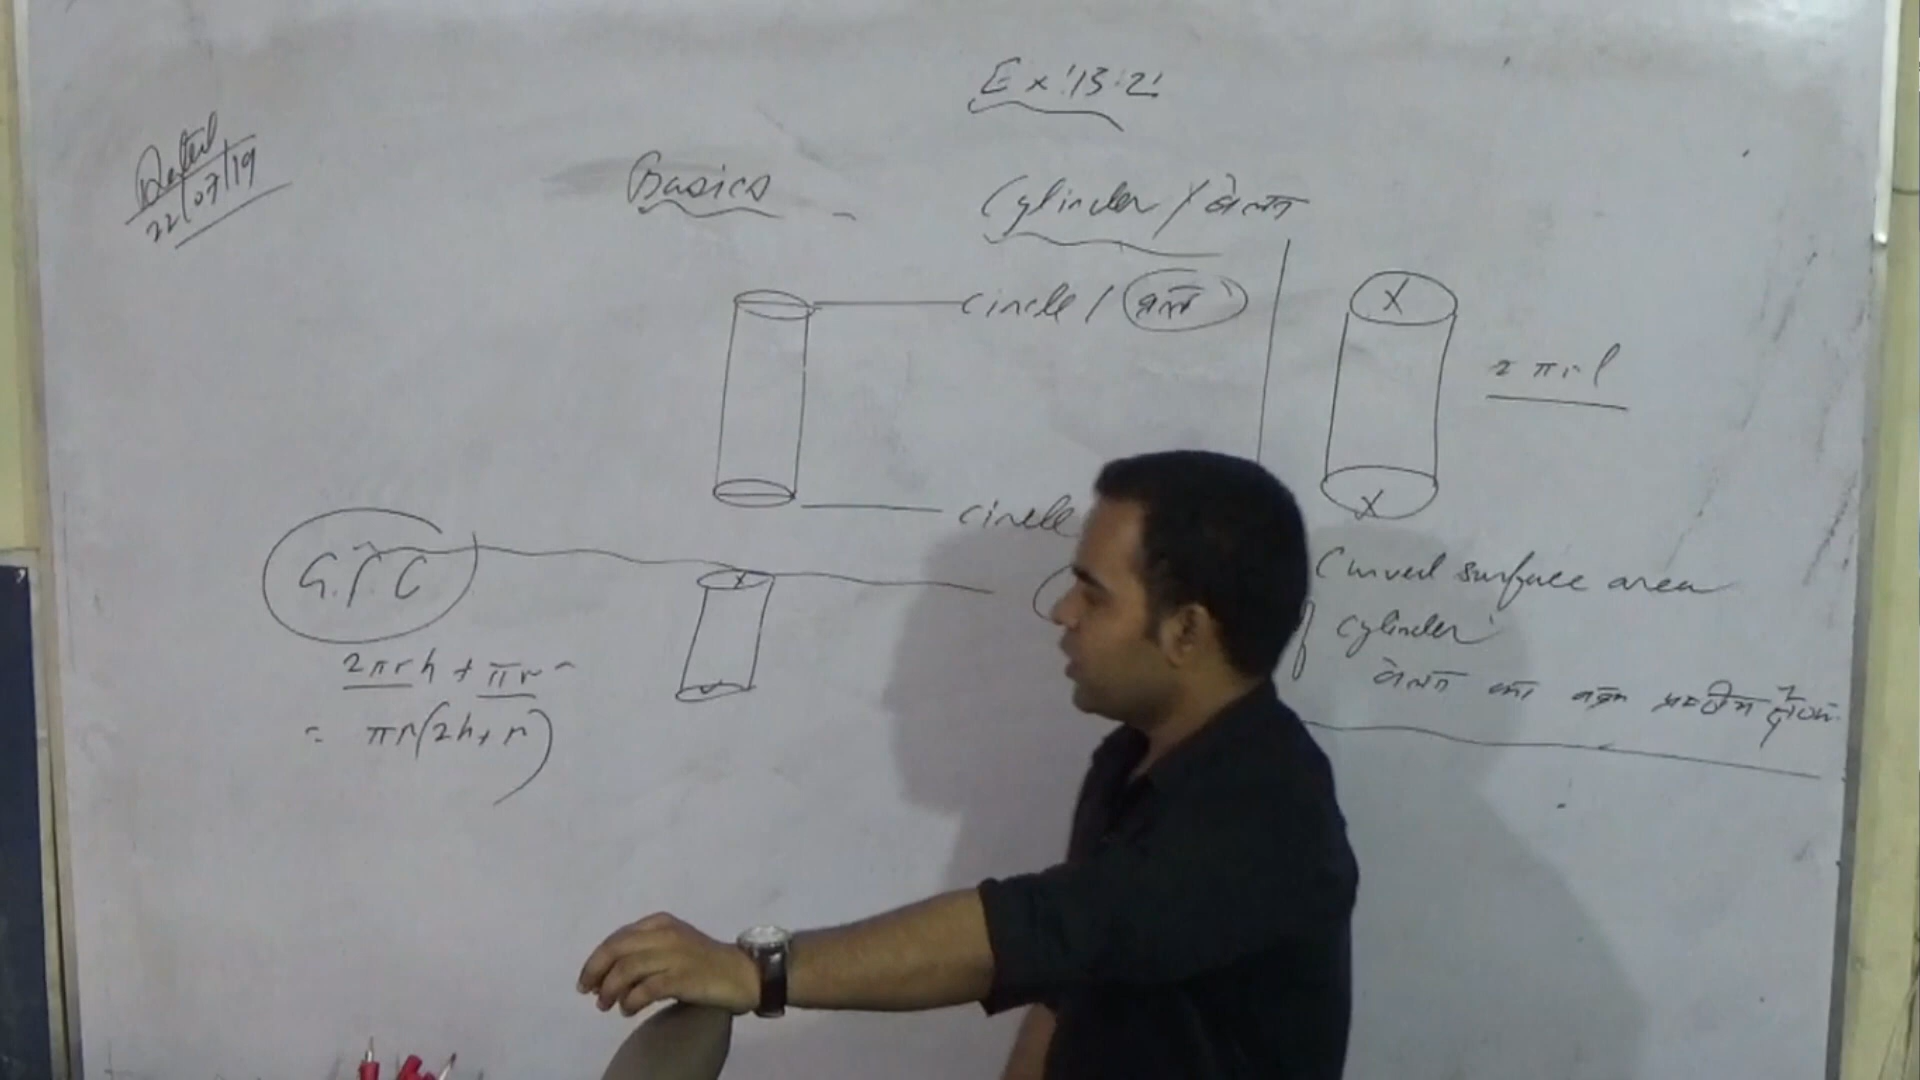 Ex '13.2'
Dated
22/07/19
Basics
Cylinder / बेलन
circle / वृत्त
2πrl
circle
Curved surface area
of cylinder
बेलन का वक्र पृष्ठीय
2πrh + πr²
= πr(2h+r)